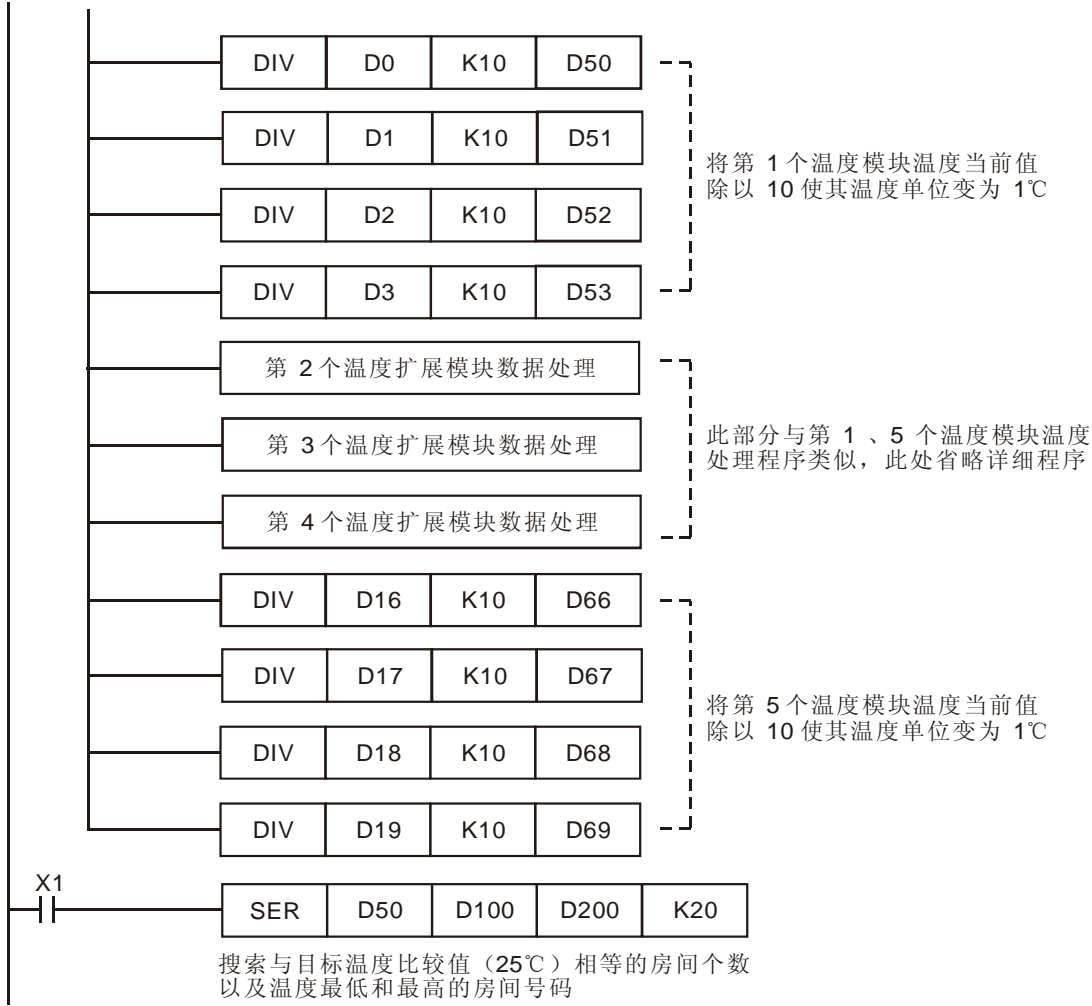 DIV D0 K10 D50
DIV D1 K10 D51
将第 1个温度模块温度当前值
除以 10使其温度单位变为 1℃
DIV D2 K10 D52
DIV D3 K10 D53
第 2个温度扩展模块数据处理
第 3个温度扩展模块数据处理
此部分与第 1 、5 个温度模块温度
处理程序类似，此处省略详细程序
第 4个温度扩展模块数据处理
DIV D16 K10 D66
DIV D17 K10 D67
将第 5个温度模块温度当前值
除以 10使其温度单位变为 1℃
DIV D18 K10 D68
DIV D19 K10 D69
X1
SER D50 D100 D200 K20
搜索与目标温度比较值（25℃）相等的房间个数
以及温度最低和最高的房间号码